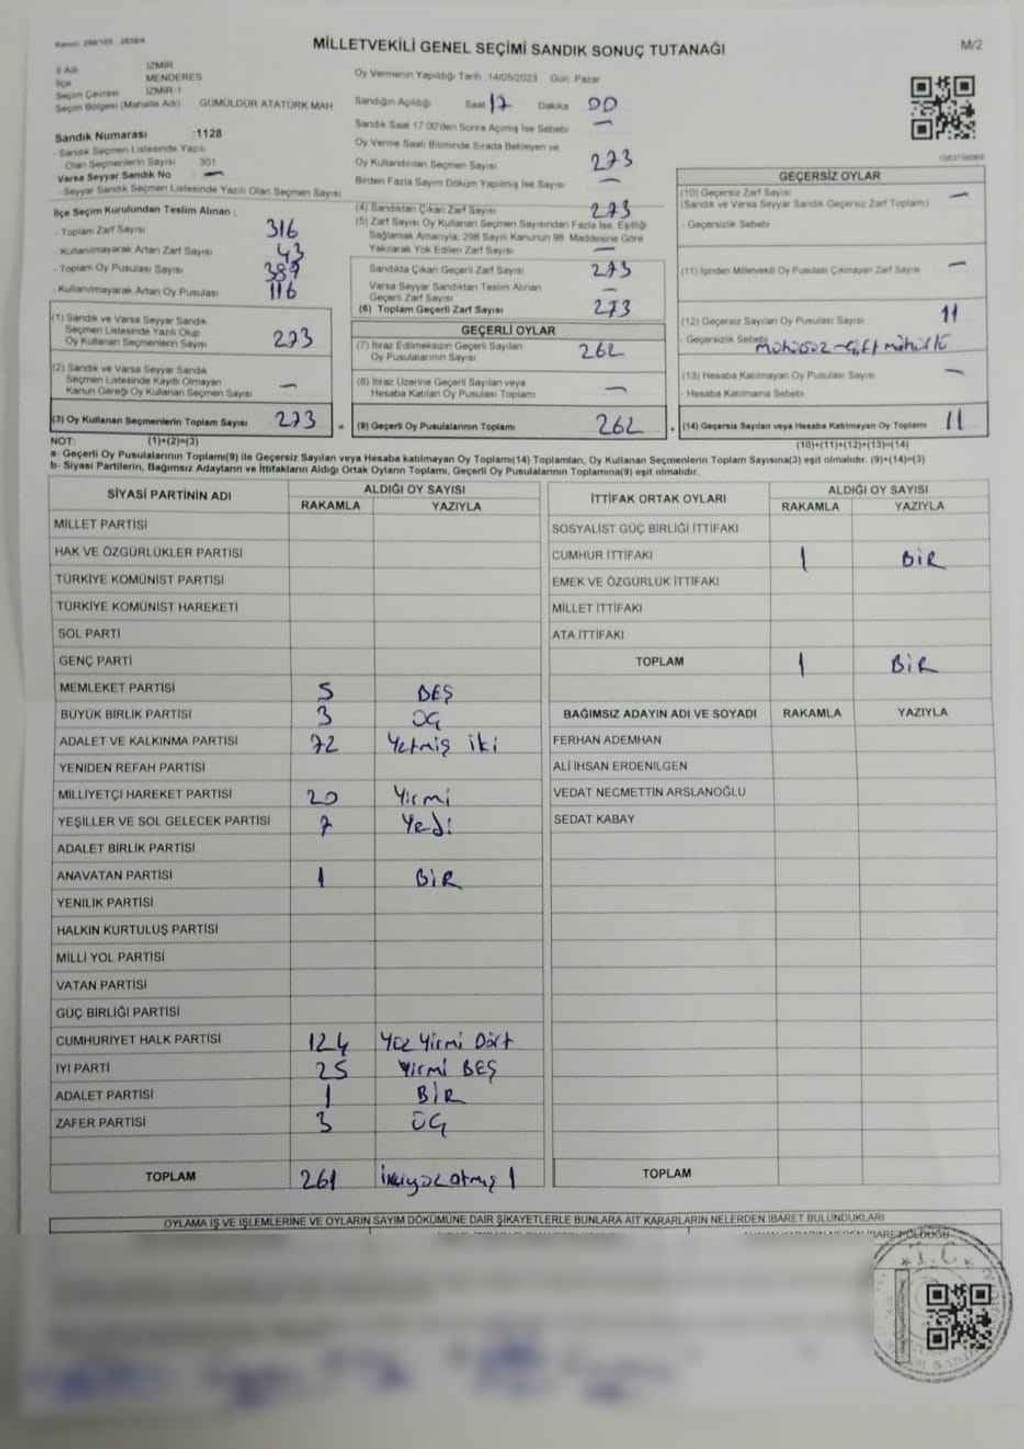 MİLLETVEKİLİ GENEL SEÇİMİ SANDIK SONUÇ TUTANAĞI
M/2
İl Adı İZMİR
İlçe MENDERES
Seçim Çevresi İZMİR-1
Seçim Bölgesi (Mahalle Adı) GÜMÜLDÜR ATATÜRK MAH
Sandık Numarası :1128
Sandık Seçmen Listesinde Yazılı
Olan Seçmenlerin Sayısı 301
Varsa Seyyar Sandık No —
Seyyar Sandık Seçmen Listesinde Yazılı Olan Seçmen Sayısı
İlçe Seçim Kurulundan Teslim Alınan :
- Toplam Zarf Sayısı 316
- Kullanılmayarak Artan Zarf Sayısı 43
- Toplam Oy Pusulası Sayısı 389
- Kullanılmayarak Artan Oy Pusulası 116
(1) Sandık ve Varsa Seyyar Sandık
Seçmen Listesinde Yazılı Olup
Oy Kullanan Seçmenlerin Sayısı 273
(2) Sandık ve Varsa Seyyar Sandık
Seçmen Listesinde Kayıtlı Olmayan
Kanun Gereği Oy Kullanan Seçmen Sayısı —
(3) Oy Kullanan Seçmenlerin Toplam Sayısı 273
Oy Vermenin Yapıldığı Tarih :14/05/2023 Gün: Pazar
Sandığın Açıldığı Saat 17 Dakika 00
Sandık Saat 17:00'den Sonra Açılmış İse Sebebi —
Oy Verme Saati Bitiminde Sırada Bekleyen ve
Oy Kullandırılan Seçmen Sayısı 273
Birden Fazla Sayım Döküm Yapılmış İse Sayısı —
(4) Sandıktan Çıkan Zarf Sayısı 273
(5) Zarf Sayısı Oy Kullanan Seçmen Sayısından Fazla İse, Eşitliği
Sağlamak Amacıyla, 298 Sayılı Kanunun 98. Maddesine Göre
Yakılarak Yok Edilen Zarf Sayısı —
Sandıkta Çıkan Geçerli Zarf Sayısı 273
Varsa Seyyar Sandıktan Teslim Alınan
Geçerli Zarf Sayısı —
(6) Toplam Geçerli Zarf Sayısı 273
GEÇERLİ OYLAR
(7) İtiraz Edilmeksizin Geçerli Sayılan
Oy Pusulalarının Sayısı 262
(8) İtiraz Üzerine Geçerli Sayılan veya
Hesaba Katılan Oy Pusulası Toplamı —
= (9) Geçerli Oy Pusulalarının Toplamı 262
GEÇERSİZ OYLAR
(10) Geçersiz Zarf Sayısı —
(Sandık ve Varsa Seyyar Sandık Geçersiz Zarf Toplamı)
- Geçersizlik Sebebi
(11) İçinden Milletvekili Oy Pusulası Çıkmayan Zarf Sayısı —
(12) Geçersiz Sayılan Oy Pusulası Sayısı 11
- Geçersizlik Sebebi Mühürsüz-Çift Mühürlü
(13) Hesaba Katılmayan Oy Pusulası Sayısı —
- Hesaba Katılmama Sebebi
+ (14) Geçersiz Sayılan veya Hesaba Katılmayan Oy Toplamı 11
NOT: (1)+(2)=(3) (10)+(11)+(12)+(13)=(14)
a- Geçerli Oy Pusulalarının Toplamı(9) ile Geçersiz Sayılan veya Hesaba katılmayan Oy Toplamı(14) Toplamları, Oy Kullanan Seçmenlerin Toplam Sayısına(3) eşit olmalıdır. (9)+(14)=(3)
b- Siyasi Partilerin, Bağımsız Adayların ve İttifakların Aldığı Ortak Oyların Toplamı, Geçerli Oy Pusulalarının Toplamına(9) eşit olmalıdır.
SİYASİ PARTİNİN ADI
ALDIĞI OY SAYISI
RAKAMLA YAZIYLA
MİLLET PARTİSİ
HAK VE ÖZGÜRLÜKLER PARTİSİ
TÜRKİYE KOMÜNİST PARTİSİ
TÜRKİYE KOMÜNİST HAREKETİ
SOL PARTİ
GENÇ PARTİ
MEMLEKET PARTİSİ 5 BEŞ
BÜYÜK BİRLİK PARTİSİ 3 ÜÇ
ADALET VE KALKINMA PARTİSİ 72 Yetmiş iki
YENİDEN REFAH PARTİSİ
MİLLİYETÇİ HAREKET PARTİSİ 20 Yirmi
YEŞİLLER VE SOL GELECEK PARTİSİ 7 Yedi
ADALET BİRLİK PARTİSİ
ANAVATAN PARTİSİ 1 BİR
YENİLİK PARTİSİ
HALKIN KURTULUŞ PARTİSİ
MİLLİ YOL PARTİSİ
VATAN PARTİSİ
GÜÇ BİRLİĞİ PARTİSİ
CUMHURİYET HALK PARTİSİ 124 Yüz Yirmi Dört
İYİ PARTİ 25 Yirmi BEŞ
ADALET PARTİSİ 1 BİR
ZAFER PARTİSİ 3 ÜÇ
TOPLAM 261 ikiyüz atmış 1
İTTİFAK ORTAK OYLARI
ALDIĞI OY SAYISI
RAKAMLA YAZIYLA
SOSYALİST GÜÇ BİRLİĞİ İTTİFAKI
CUMHUR İTTİFAKI 1 BİR
EMEK VE ÖZGÜRLÜK İTTİFAKI
MİLLET İTTİFAKI
ATA İTTİFAKI
TOPLAM 1 BİR
BAĞIMSIZ ADAYIN ADI VE SOYADI RAKAMLA YAZIYLA
FERHAN ADEMHAN
ALİ İHSAN ERDENİLGEN
VEDAT NECMETTİN ARSLANOĞLU
SEDAT KABAY
TOPLAM
OYLAMA İŞ VE İŞLEMLERİNE VE OYLARIN SAYIM DÖKÜMÜNE DAİR ŞİKAYETLERLE BUNLARA AİT KARARLARIN NELERDEN İBARET BULUNDUKLARI
T.C.